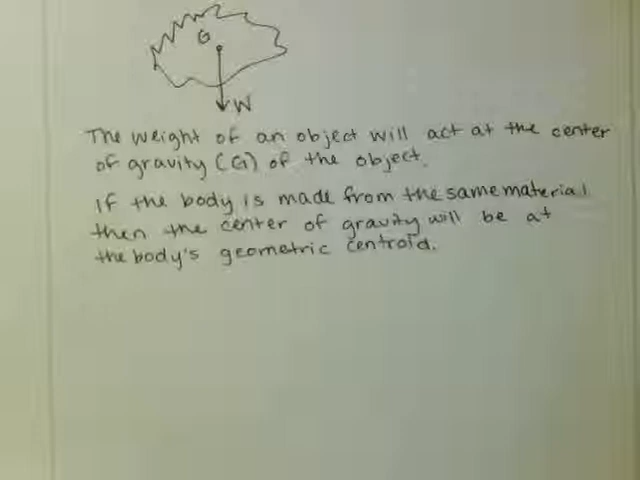 G
W
The weight of an object will act at the center
of gravity (G) of the object.
If the body is made from the same material
then the center of gravity will be at
the body's geometric centroid.